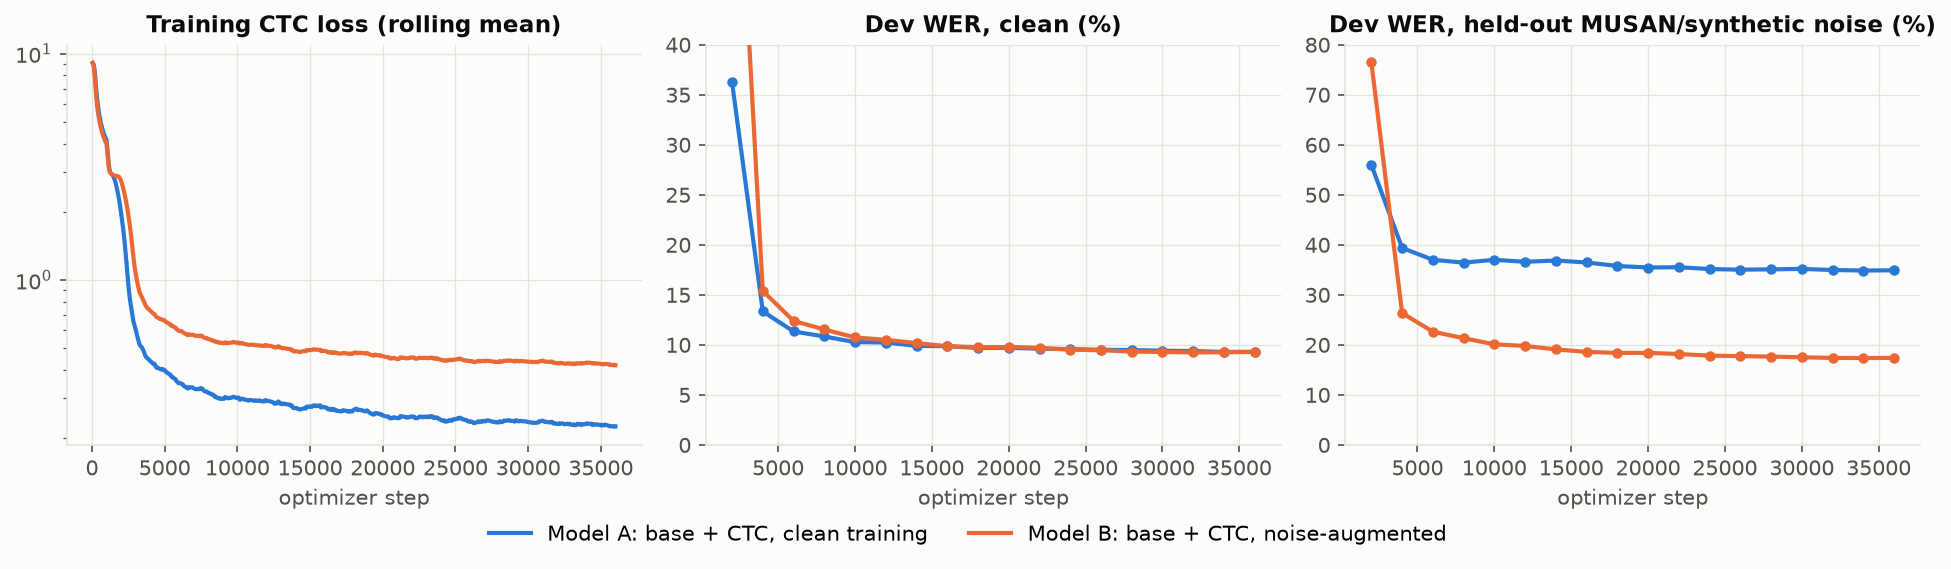 Training CTC loss (rolling mean)
10^1
10^0
0 5000 10000 15000 20000 25000 30000 35000
optimizer step
Dev WER, clean (%)
40
35
30
25
20
15
10
5
0
5000 10000 15000 20000 25000 30000 35000
optimizer step
Dev WER, held-out MUSAN/synthetic noise (%)
80
70
60
50
40
30
20
10
0
5000 10000 15000 20000 25000 30000 35000
optimizer step
Model A: base + CTC, clean training
Model B: base + CTC, noise-augmented